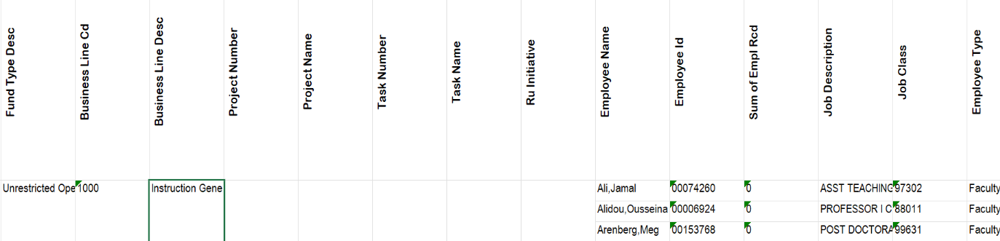 Fund Type Desc Business Line Cd Business Line Desc Project Number Project Name Task Number Task Name Ru Initiative Employee Name Employee Id Sum of Empl Rcd Job Description Job Class Employee Type
Unrestricted Ope 1000 Instruction Gene Ali,Jamal 00074260 0 ASST TEACHING 97302 Faculty
Alidou,Ousseina 00006924 0 PROFESSOR I C 88011 Faculty
Arenberg,Meg 00153768 0 POST DOCTORA 99631 Faculty